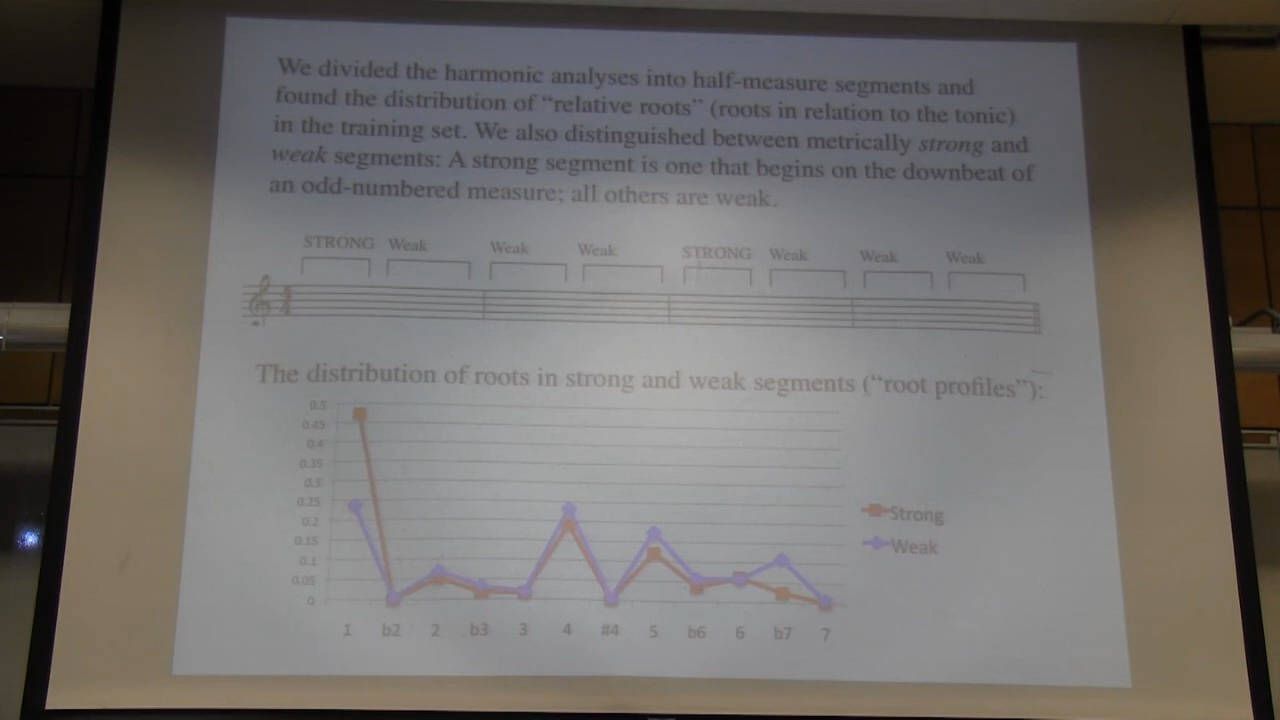 We divided the harmonic analyses into half-measure segments and
found the distribution of “relative roots” (roots in relation to the tonic)
in the training set. We also distinguished between metrically strong and
weak segments: A strong segment is one that begins on the downbeat of
an odd-numbered measure; all others are weak.
STRONG Weak Weak Weak STRONG Weak Weak Weak
4
4
The distribution of roots in strong and weak segments (“root profiles”):
0.5
0.45
0.4
0.35
0.3
0.25
0.2
0.15
0.1
0.05
0
1 b2 2 b3 3 4 #4 5 b6 6 b7 7
Strong
Weak